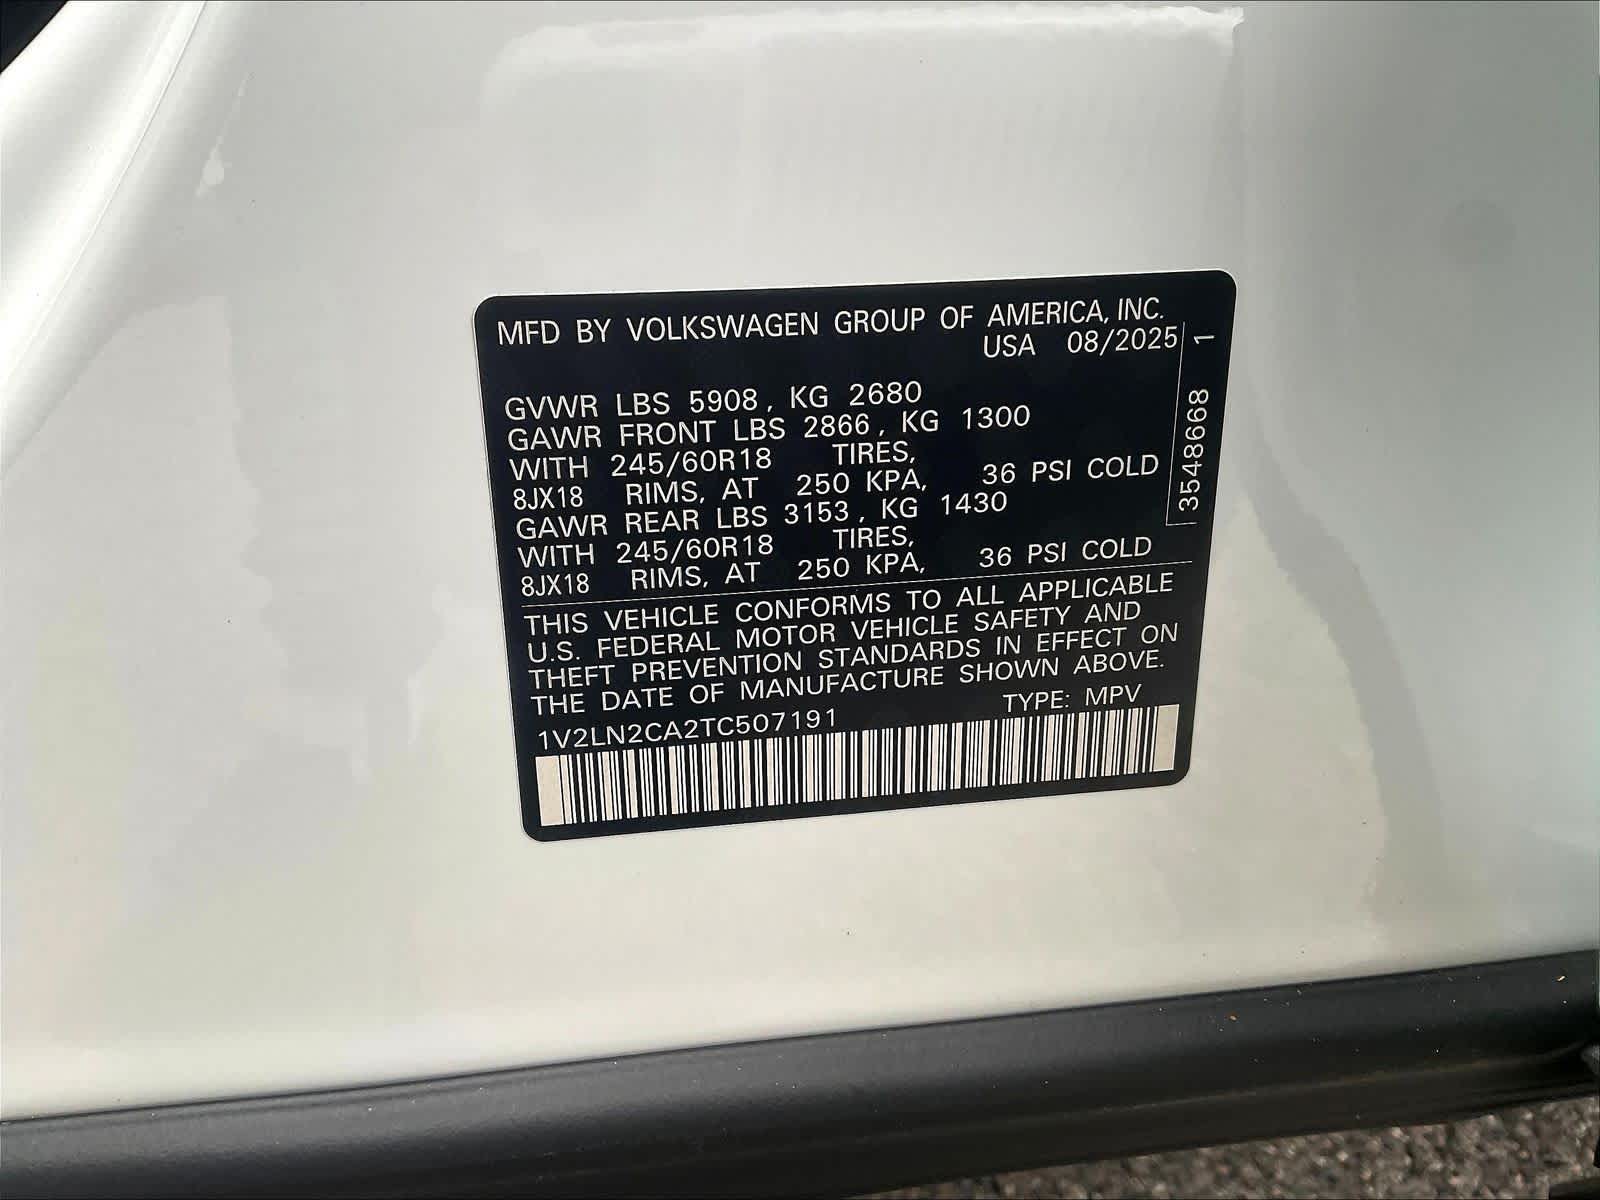 MFD BY VOLKSWAGEN GROUP OF AMERICA, INC.
USA 08/2025
GVWR LBS 5908, KG 2680
GAWR FRONT LBS 2866, KG 1300
WITH 245/60R18 TIRES,
8JX18 RIMS, AT 250 KPA, 36 PSI COLD
GAWR REAR LBS 3153, KG 1430
WITH 245/60R18 TIRES,
8JX18 RIMS, AT 250 KPA, 36 PSI COLD
THIS VEHICLE CONFORMS TO ALL APPLICABLE
U.S. FEDERAL MOTOR VEHICLE SAFETY AND
THEFT PREVENTION STANDARDS IN EFFECT ON
THE DATE OF MANUFACTURE SHOWN ABOVE.
TYPE: MPV
1V2LN2CA2TC507191
3548668 1